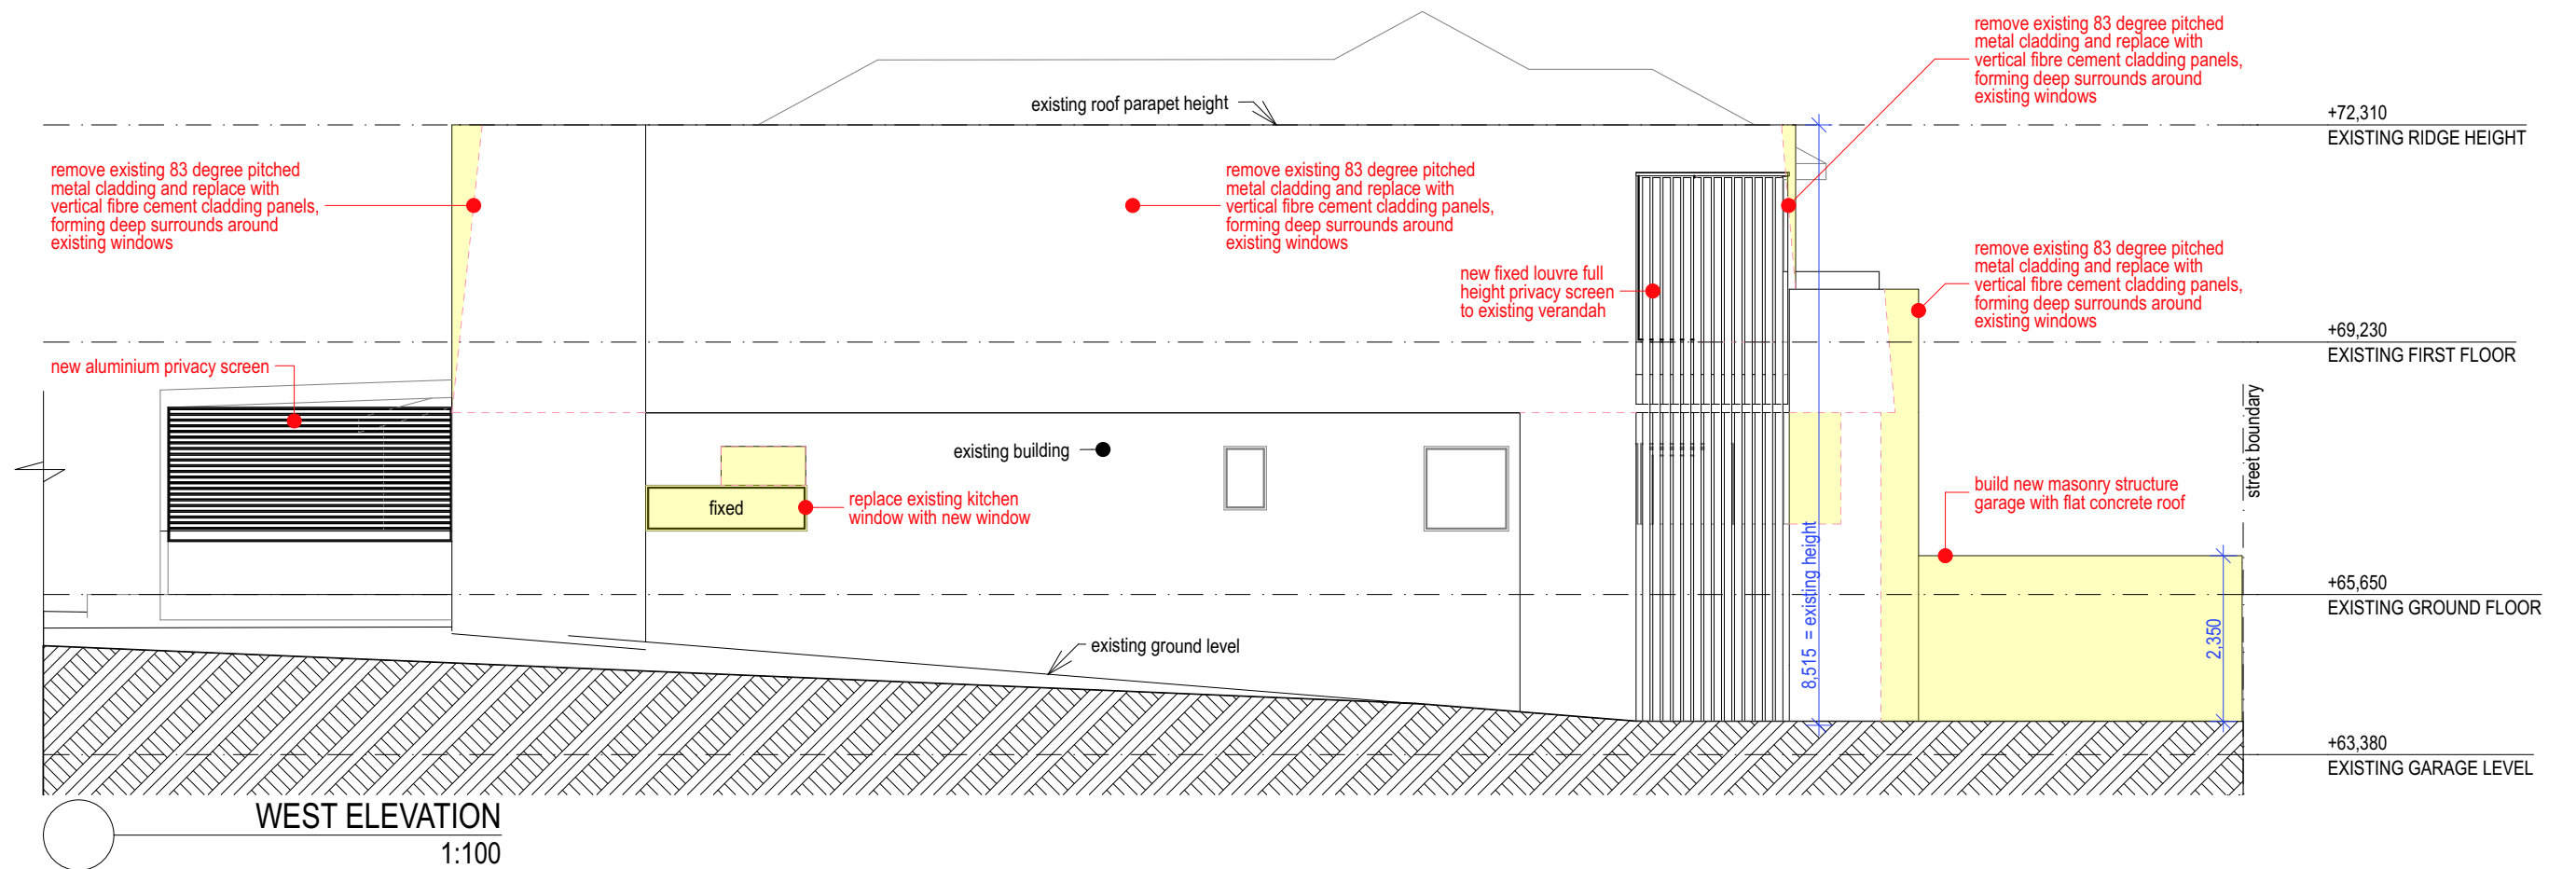 remove existing 83 degree pitched
metal cladding and replace with
vertical fibre cement cladding panels,
forming deep surrounds around
existing windows
existing roof parapet height
+72,310
EXISTING RIDGE HEIGHT
remove existing 83 degree pitched
metal cladding and replace with
vertical fibre cement cladding panels,
forming deep surrounds around
existing windows
remove existing 83 degree pitched
metal cladding and replace with
vertical fibre cement cladding panels,
forming deep surrounds around
existing windows
new fixed louvre full
height privacy screen
to existing verandah
remove existing 83 degree pitched
metal cladding and replace with
vertical fibre cement cladding panels,
forming deep surrounds around
existing windows
+69,230
EXISTING FIRST FLOOR
new aluminium privacy screen
street boundary
existing building
fixed
replace existing kitchen
window with new window
build new masonry structure
garage with flat concrete roof
8,515 = existing height
+65,650
EXISTING GROUND FLOOR
2,350
existing ground level
+63,380
EXISTING GARAGE LEVEL
WEST ELEVATION
1:100